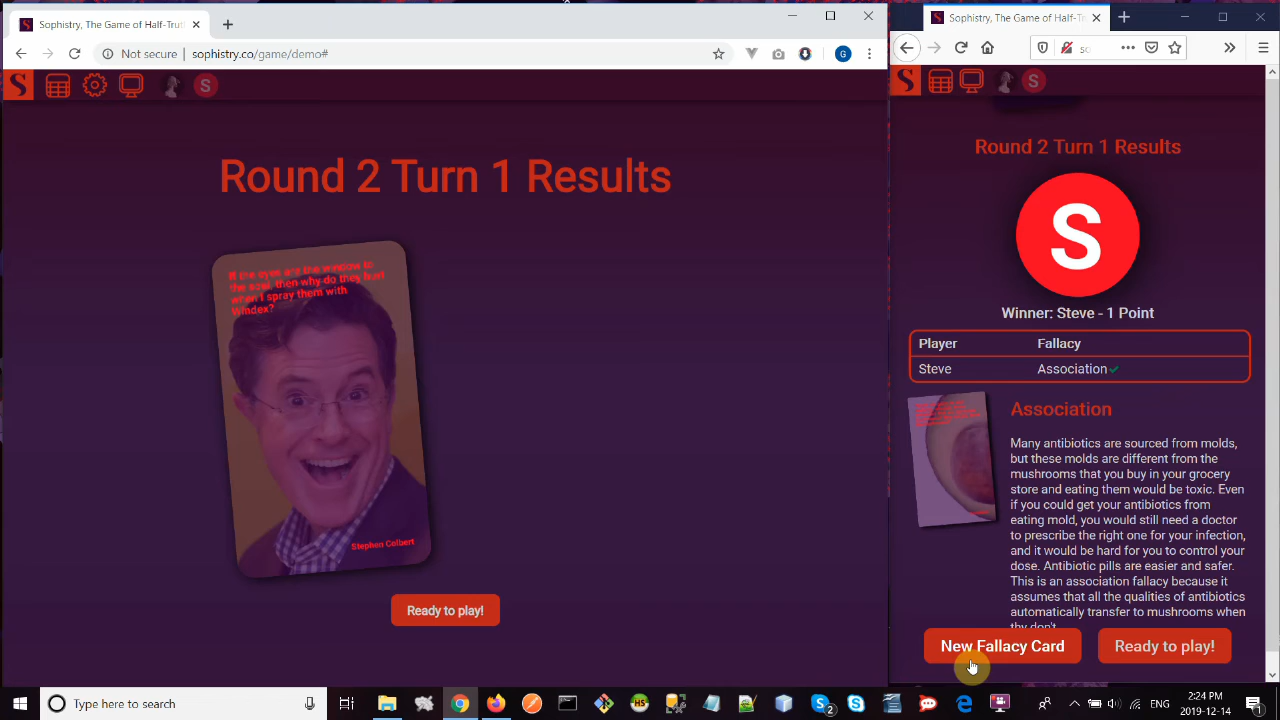 Sophistry, The Game of Half-Trut
Not secure
sophistry.co/game/demo#
G
S
S
Round 2 Turn 1 Results
If the eyes are the window to
the soul, then why do they hurt
when I spray them with
Windex?
Stephen Colbert
Ready to play!
Sophistry, The Game of Half-Tr
so
S
S
Round 2 Turn 1 Results
S
Winner: Steve - 1 Point
Player Fallacy
Steve Association
Association
Many antibiotics are sourced from molds,
but these molds are different from the
mushrooms that you buy in your grocery
store and eating them would be toxic. Even
if you could get your antibiotics from
eating mold, you would still need a doctor
to prescribe the right one for your infection,
and it would be hard for you to control your
dose. Antibiotic pills are easier and safer.
This is an association fallacy because it
assumes that all the qualities of antibiotics
automatically transfer to mushrooms when
thy don't.
New Fallacy Card
Ready to play!
Type here to search
HS
2
ENG
2:24 PM
2019-12-14
1